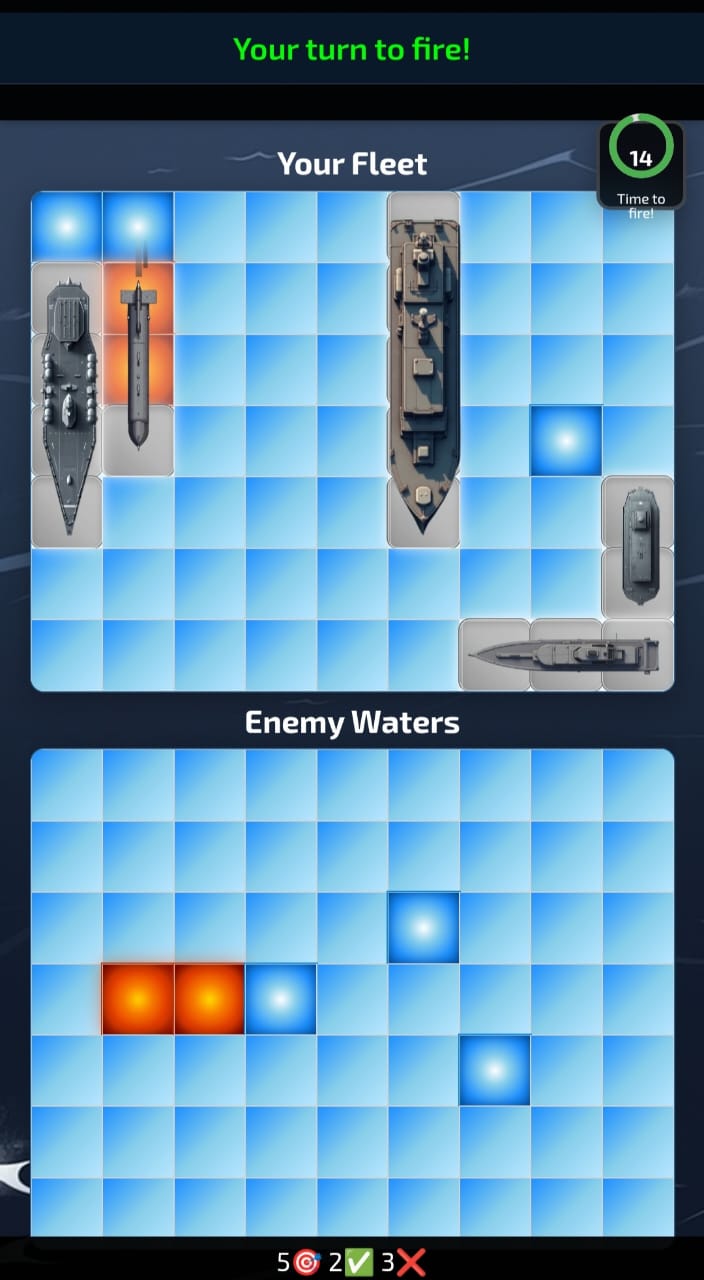 Your turn to fire!
14
Time to
fire!
Your Fleet
Enemy Waters
5🎯 2✅ 3❌